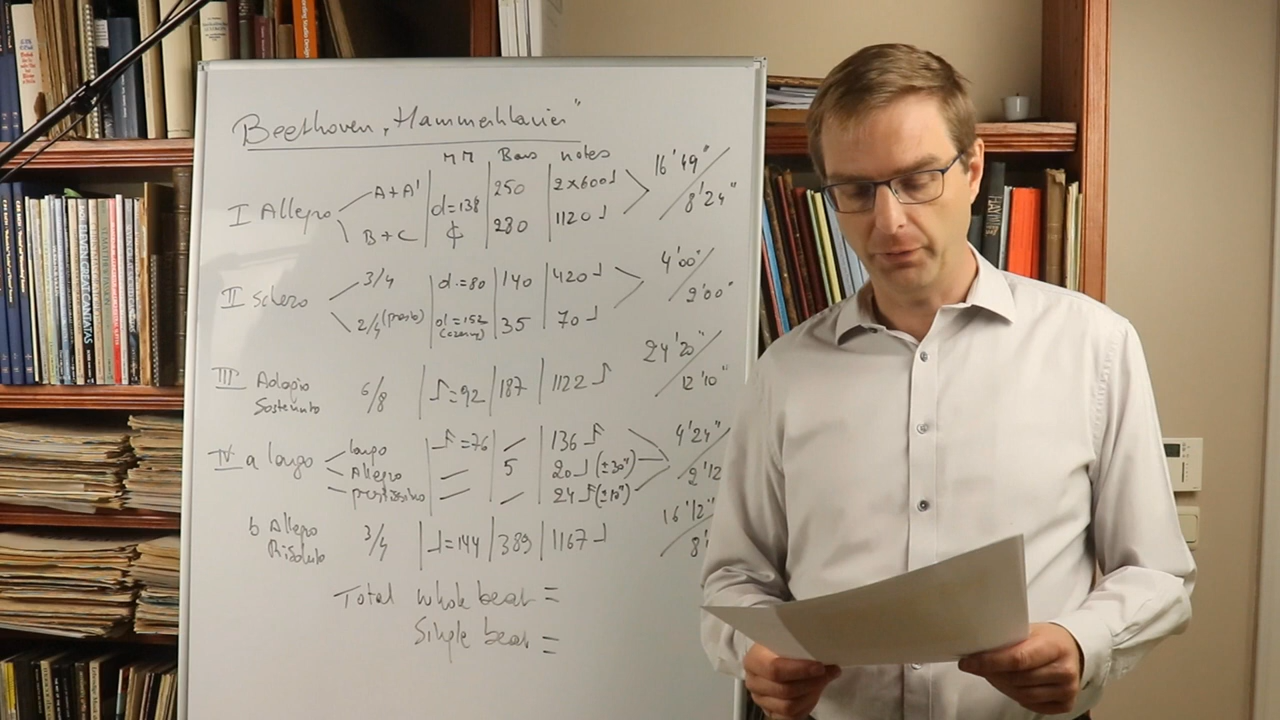 Beethoven „Hammerklavier"
MM Bars notes
I Allegro A+A' 𝅗𝅥=138 250 2x600♩ 16'49"
B+C ¢ 280 1120♩ 8'24"
II scherzo 3/4 𝅗𝅥.=80 140 420♩ 4'00"
2/4 (presto) 𝅗𝅥=152 (czerny) 35 70♩ 2'00"
24'20"
III Adagio 6/8 ♪=92 187 1122♪ 12'10"
Sostenuto
IV a largo largo ♪=76 136♪ 4'24"
Allegro 5 20♩(±30") 2'12
prestissimo 24♪(±10")
16'12"
b Allegro 3/4 ♩=144 389 1167♩ 8'
Risoluto
Total whole beat =
Single beat =